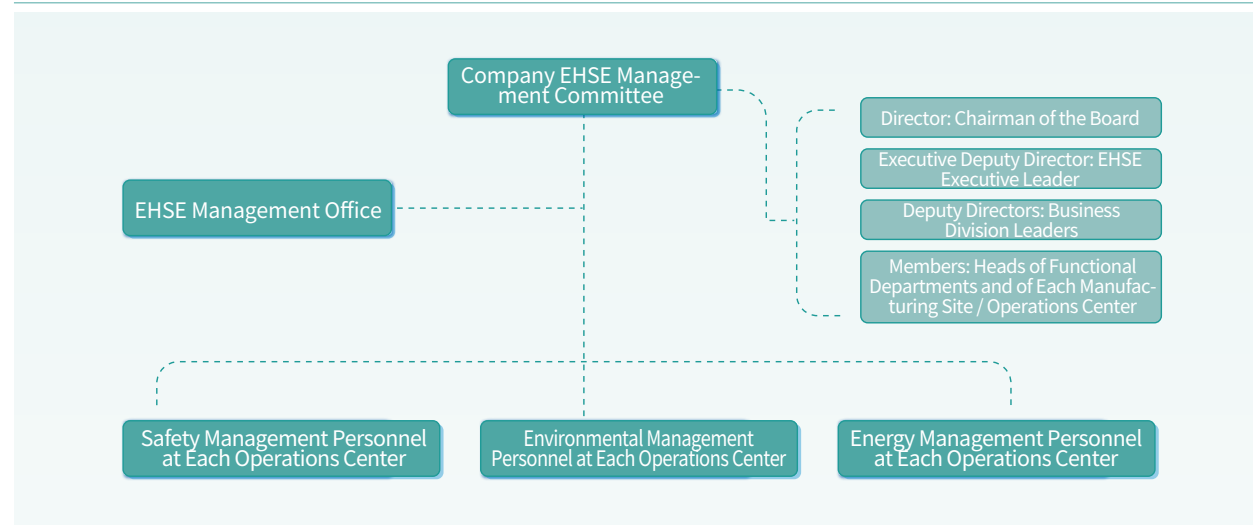 Company EHSE Manage-
ment Committee
Director: Chairman of the Board
Executive Deputy Director: EHSE
Executive Leader
EHSE Management Office
Deputy Directors: Business
Division Leaders
Members: Heads of Functional
Departments and of Each Manufac-
turing Site / Operations Center
Safety Management Personnel
at Each Operations Center
Environmental Management
Personnel at Each Operations Center
Energy Management Personnel
at Each Operations Center